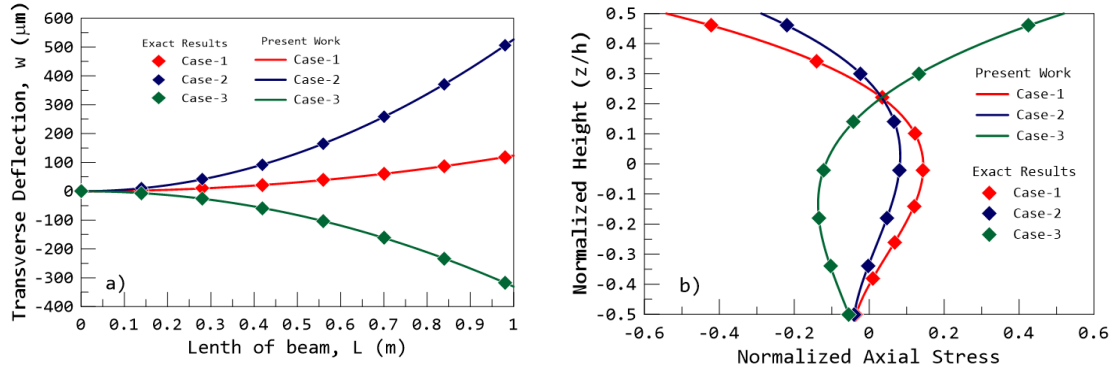 Transverse Deflection, w (μm)
600
500
400
300
200
100
0
-100
-200
-300
-400
Exact Results
Case-1
Case-2
Case-3
Present Work
Case-1
Case-2
Case-3
a)
0 0.1 0.2 0.3 0.4 0.5 0.6 0.7 0.8 0.9 1
Lenth of beam, L (m)
Normalized Height (z/h)
0.5
0.4
0.3
0.2
0.1
0
-0.1
-0.2
-0.3
-0.4
-0.5
Present Work
Case-1
Case-2
Case-3
Exact Results
Case-1
Case-2
Case-3
b)
-0.6 -0.4 -0.2 0 0.2 0.4 0.6
Normalized Axial Stress